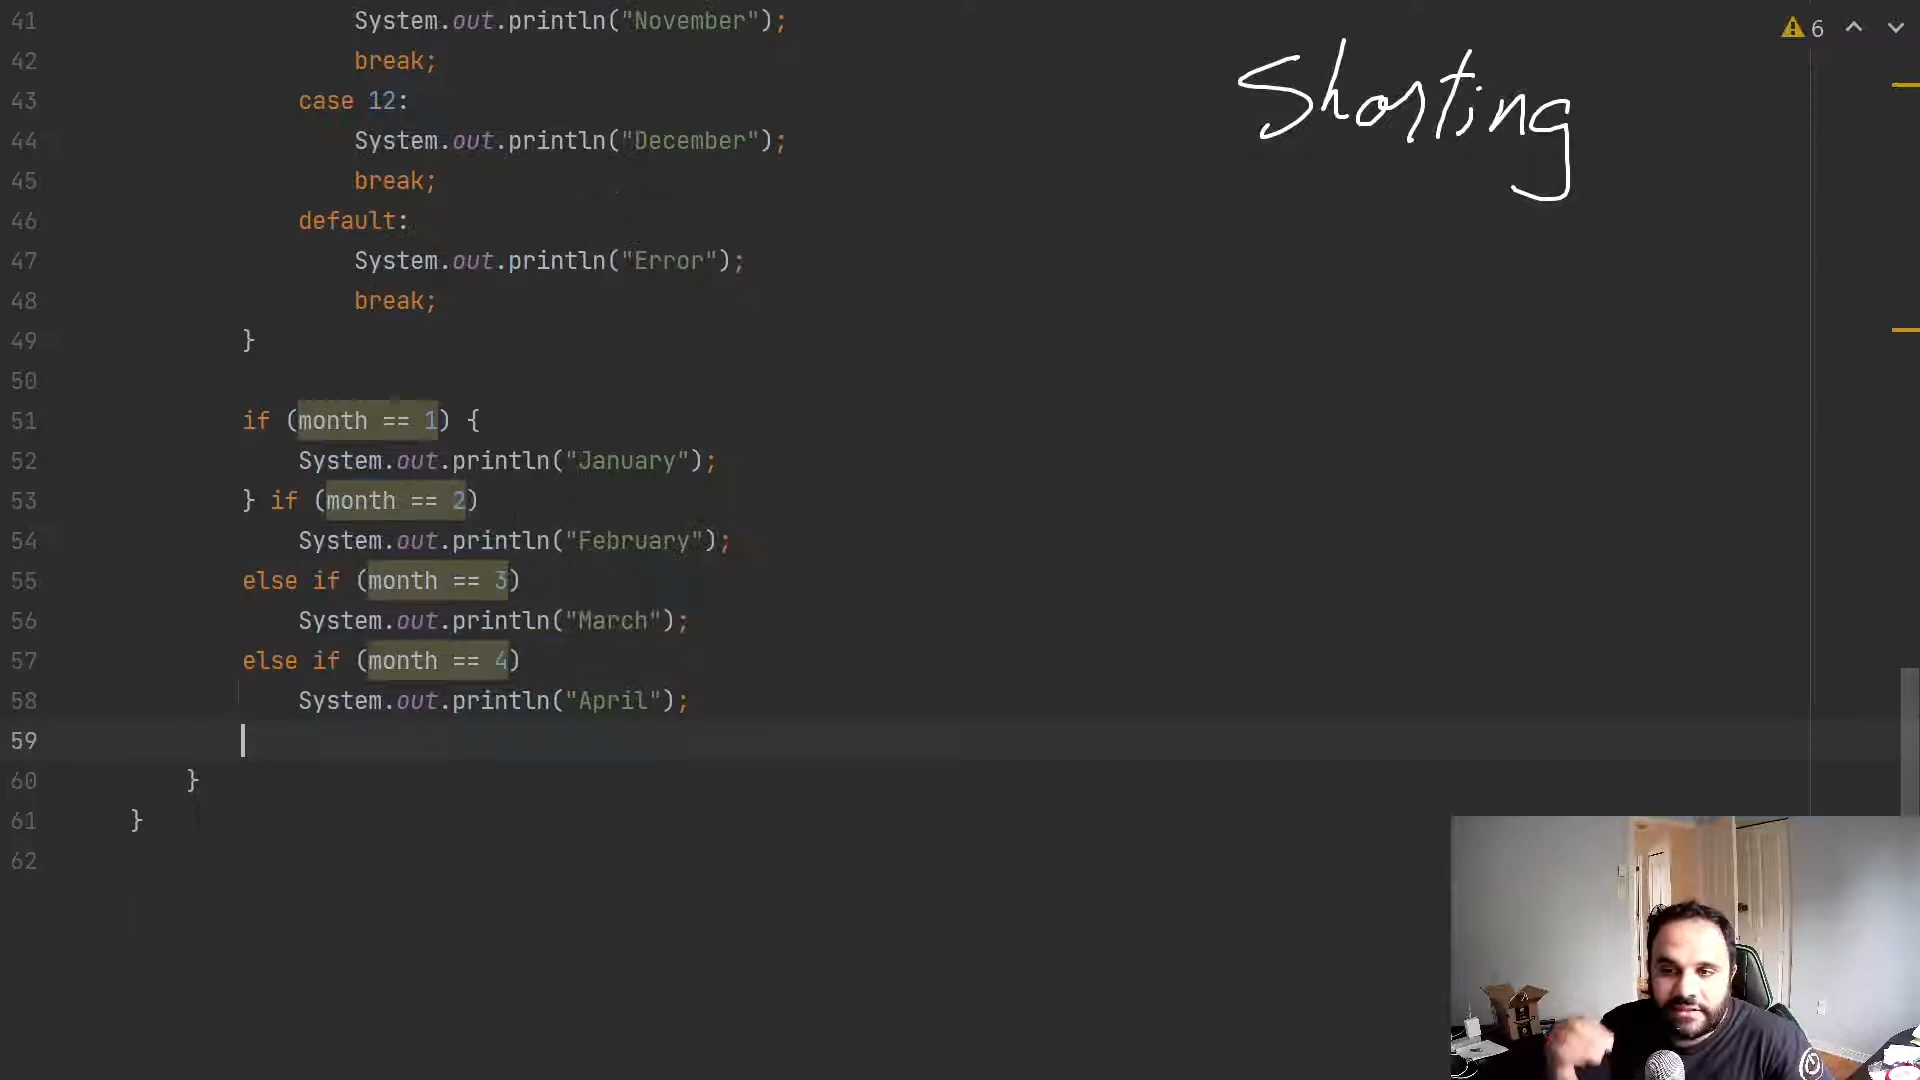 41 System.out.println("November");
6
42 break;
Shorting
43 case 12:
44 System.out.println("December");
45 break;
46 default:
47 System.out.println("Error");
48 break;
49 }
50
51 if (month == 1) {
52 System.out.println("January");
53 } if (month == 2)
54 System.out.println("February");
55 else if (month == 3)
56 System.out.println("March");
57 else if (month == 4)
58 System.out.println("April");
59
60 }
61 }
62